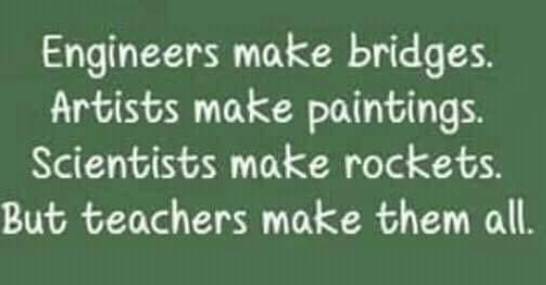 Engineers make bridges.
Artists make paintings.
Scientists make rockets.
But teachers make them all.